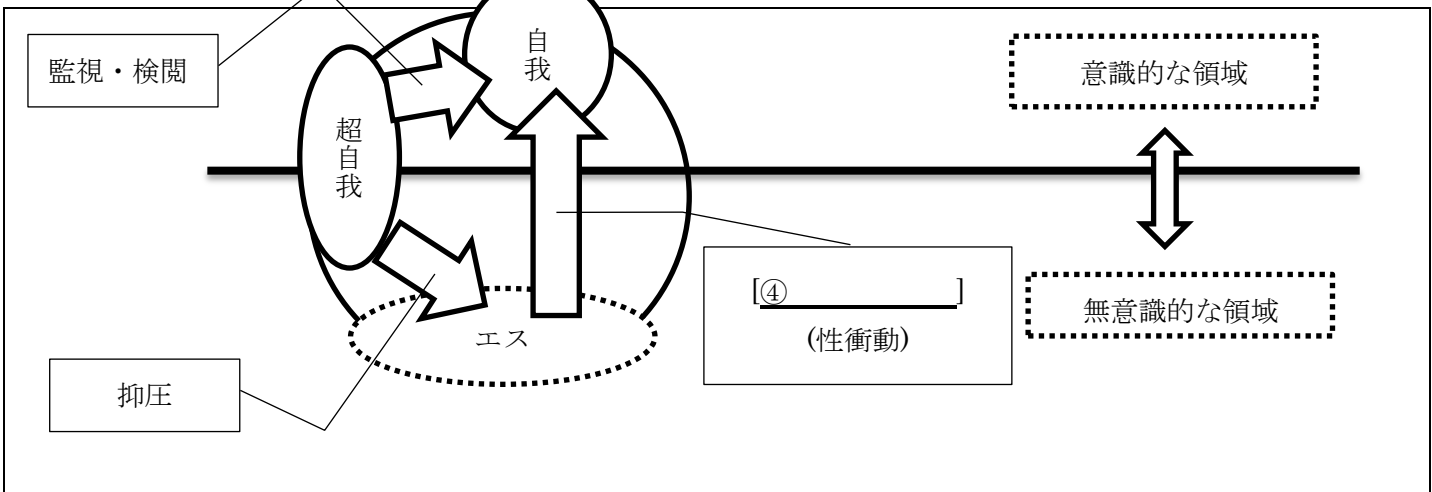 監視・検閲
自我
意識的な領域
超自我
[④ ]
(性衝動)
無意識的な領域
エス
抑圧